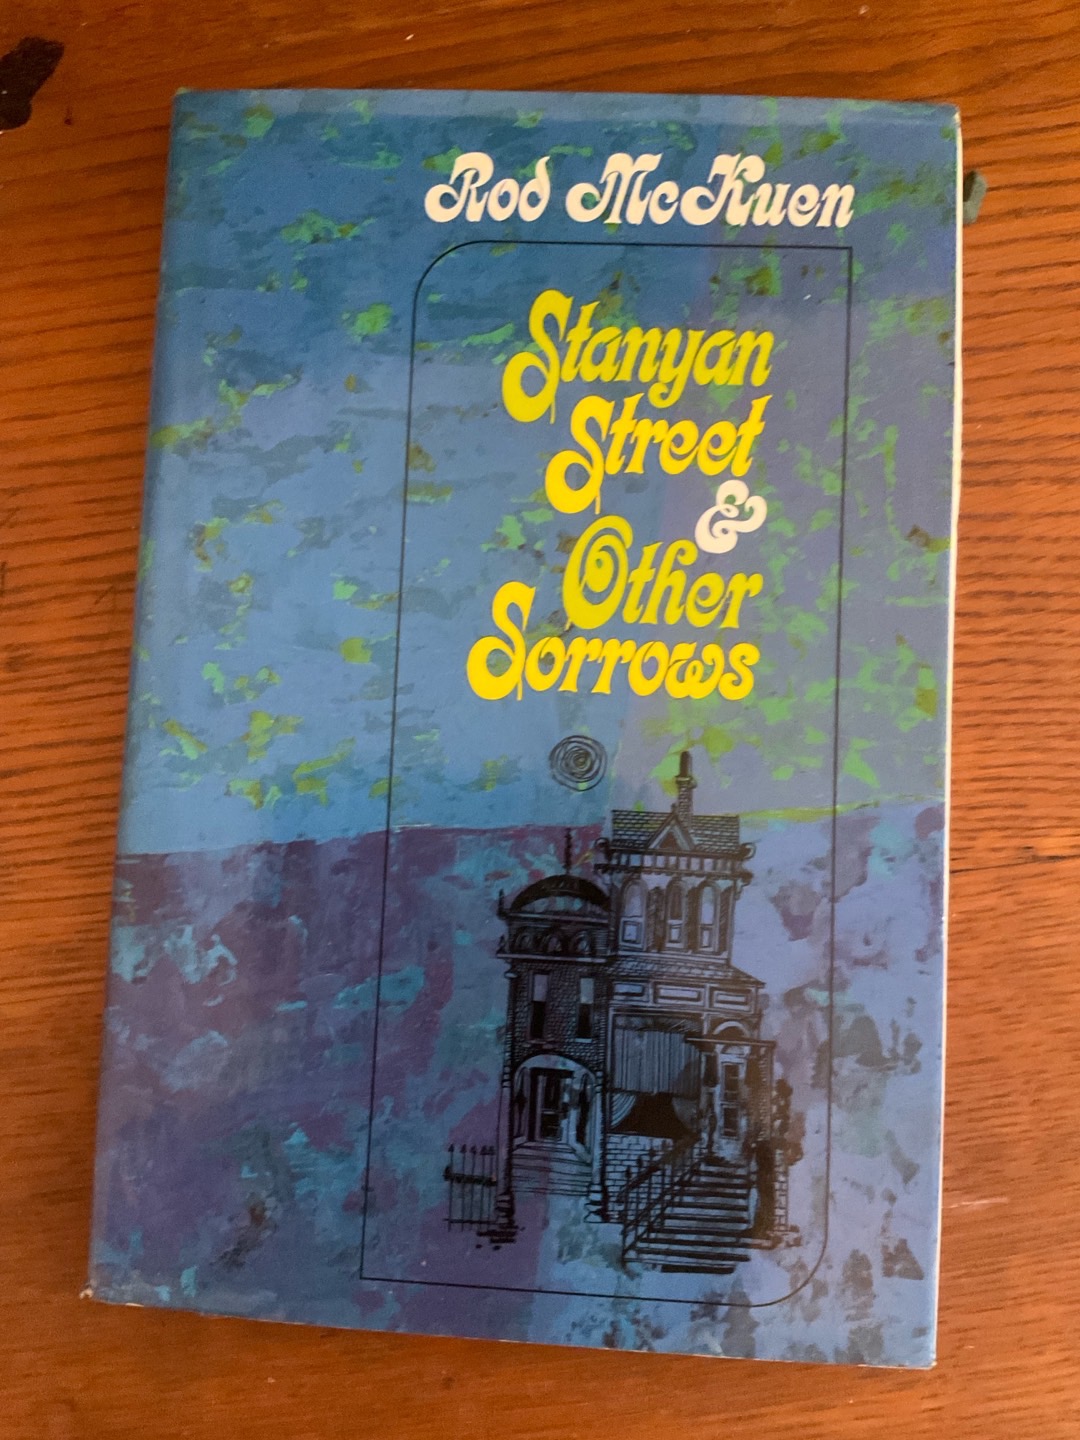 Rod McKuen
Stanyan
Street
&
Other
Sorrows